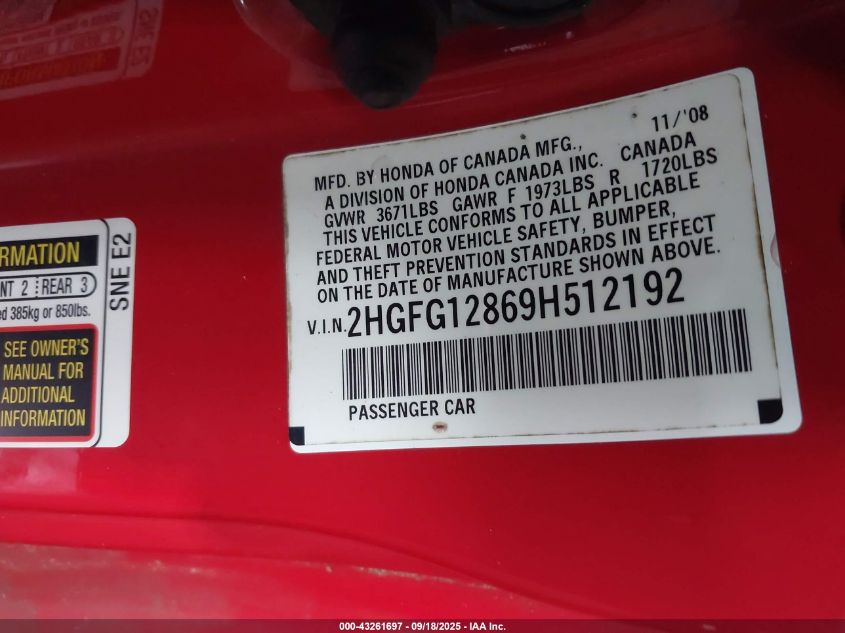 11/'08
MFD. BY HONDA OF CANADA MFG.,
A DIVISION OF HONDA CANADA INC. CANADA
GVWR 3671LBS GAWR F 1973LBS R 1720LBS
THIS VEHICLE CONFORMS TO ALL APPLICABLE
FEDERAL MOTOR VEHICLE SAFETY, BUMPER,
AND THEFT PREVENTION STANDARDS IN EFFECT
ON THE DATE OF MANUFACTURE SHOWN ABOVE.
V.I.N. 2HGFG12869H512192
PASSENGER CAR
RMATION
NT 2 REAR 3
ed 385kg or 850lbs.
SEE OWNER'S
MANUAL FOR
ADDITIONAL
INFORMATION
SNE E2
000-43261697 - 09/18/2025 - IAA Inc.